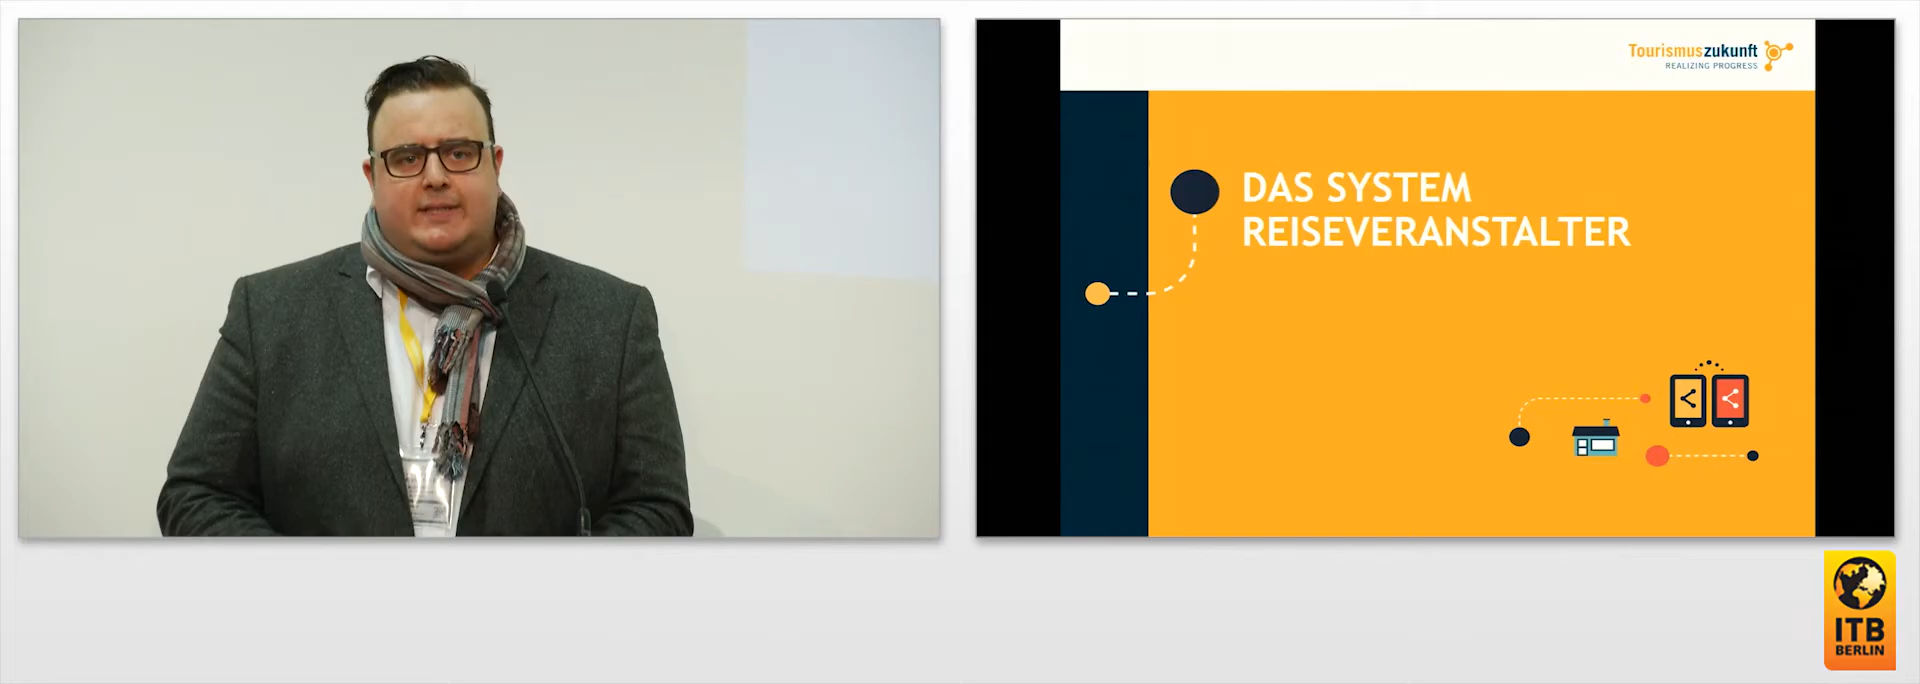 Tourismuszukunft
REALIZING PROGRESS
DAS SYSTEM
REISEVERANSTALTER
ITB
BERLIN